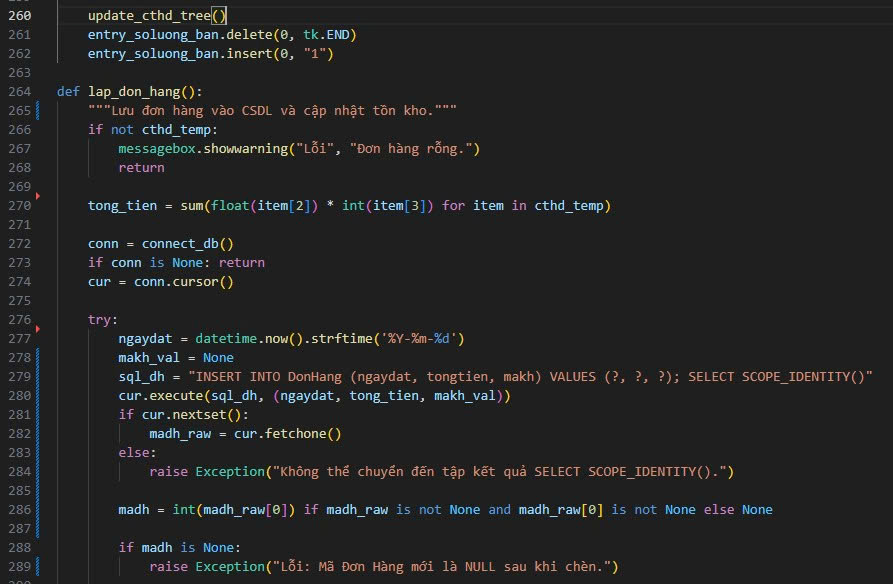 260 update_cthd_tree()
261 entry_soluong_ban.delete(0, tk.END)
262 entry_soluong_ban.insert(0, "1")
263
264 def lap_don_hang():
265 """Lưu đơn hàng vào CSDL và cập nhật tồn kho."""
266 if not cthd_temp:
267 messagebox.showwarning("Lỗi", "Đơn hàng rỗng.")
268 return
269
270 tong_tien = sum(float(item[2]) * int(item[3]) for item in cthd_temp)
271
272 conn = connect_db()
273 if conn is None: return
274 cur = conn.cursor()
275
276 try:
277 ngaydat = datetime.now().strftime('%Y-%m-%d')
278 makh_val = None
279 sql_dh = "INSERT INTO DonHang (ngaydat, tongtien, makh) VALUES (?, ?, ?); SELECT SCOPE_IDENTITY()"
280 cur.execute(sql_dh, (ngaydat, tong_tien, makh_val))
281 if cur.nextset():
282 madh_raw = cur.fetchone()
283 else:
284 raise Exception("Không thể chuyển đến tập kết quả SELECT SCOPE_IDENTITY().")
285
286 madh = int(madh_raw[0]) if madh_raw is not None and madh_raw[0] is not None else None
287
288 if madh is None:
289 raise Exception("Lỗi: Mã Đơn Hàng mới là NULL sau khi chèn.")